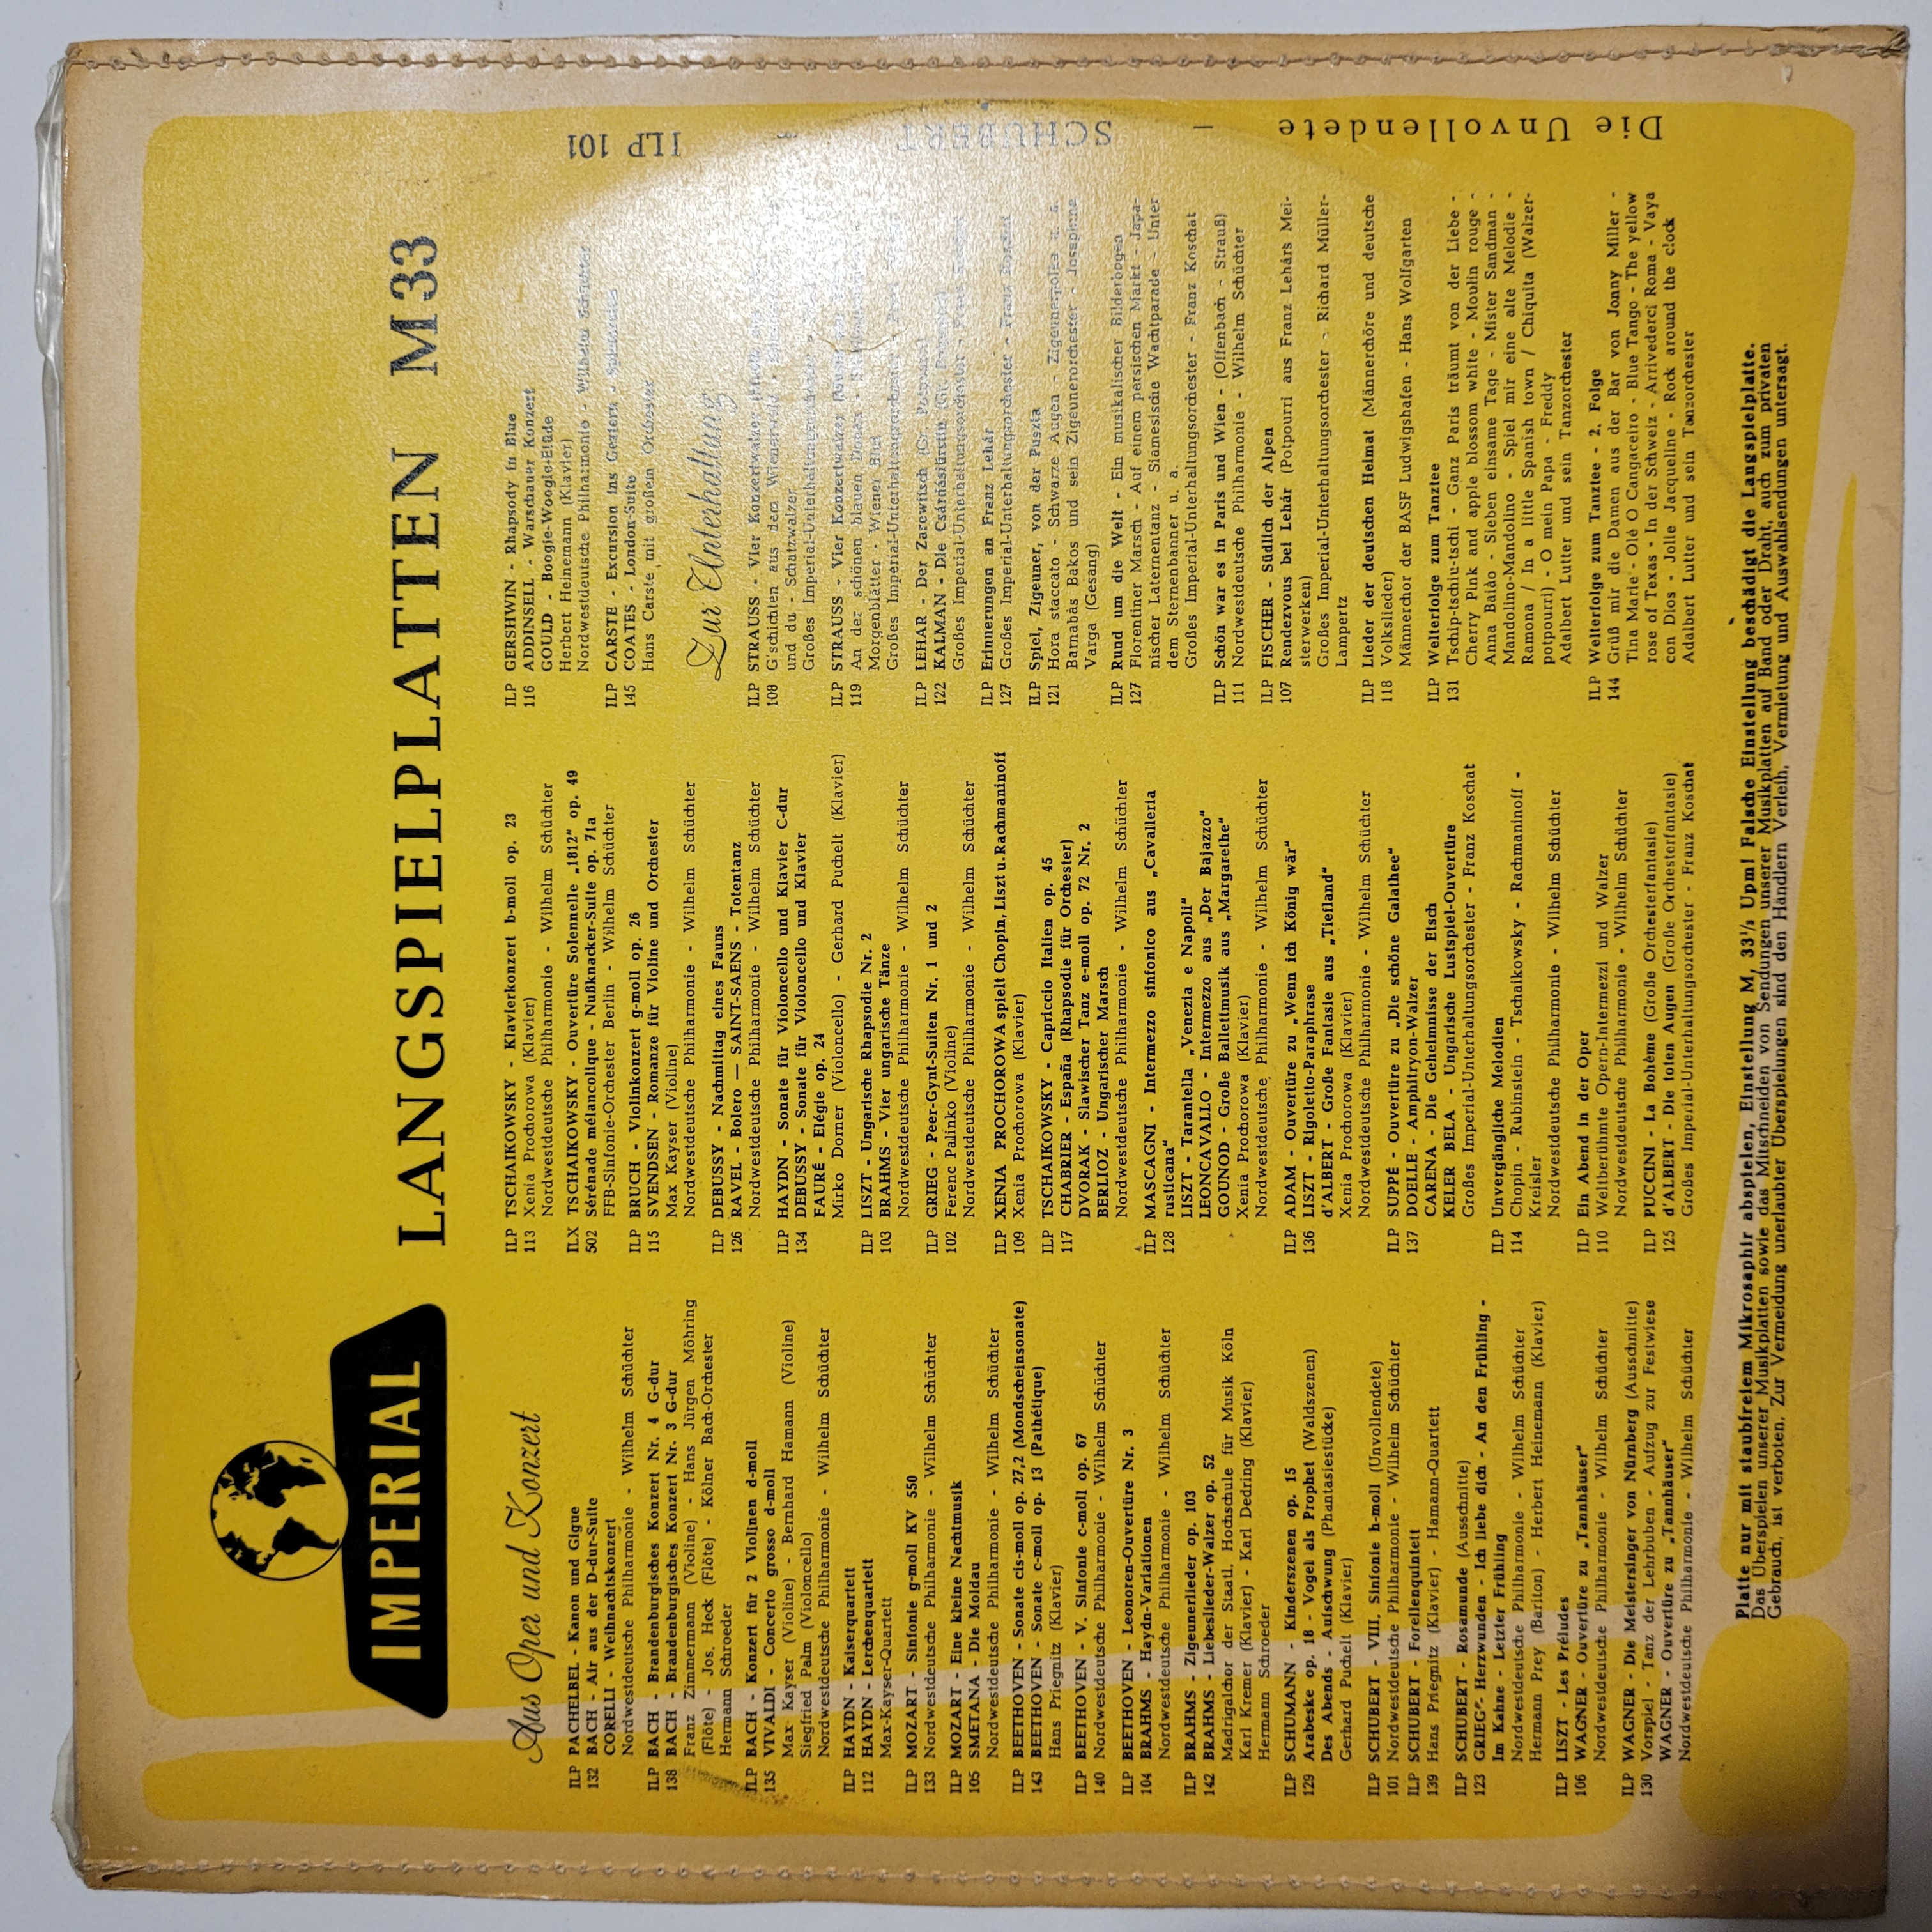 IMPERIAL
LANGSPIELPLATTEN M 33
Aus Oper und Konzert
ILP PACHELBEL - Kanon und Gigue
132 BACH - Air aus der D-dur-Suite
CORELLI - Weihnachtskonzert
Nordwestdeutsche Philharmonie - Wilhelm Schüchter
ILP BACH - Brandenburgisches Konzert Nr. 4 G-dur
138 BACH - Brandenburgisches Konzert Nr. 3 G-dur
Franz Zimmermann (Violine) - Hans Jürgen Möhring
(Flöte) - Jos. Heck (Flöte) - Kölner Bach-Orchester
Hermann Schroeder
ILP BACH - Konzert für 2 Violinen d-moll
135 VIVALDI - Concerto grosso d-moll
Max Kayser (Violine) - Bernhard Hamann (Violine)
Siegfried Palm (Violoncello)
Nordwestdeutsche Philharmonie - Wilhelm Schüchter
ILP HAYDN - Kaiserquartett
112 HAYDN - Lerchenquartett
Max-Kayser-Quartett
ILP MOZART - Sinfonie g-moll KV 550
133 Nordwestdeutsche Philharmonie - Wilhelm Schüchter
ILP MOZART - Eine kleine Nachtmusik
105 SMETANA - Die Moldau
Nordwestdeutsche Philharmonie - Wilhelm Schüchter
ILP BEETHOVEN - Sonate cis-moll op. 27,2 (Mondscheinsonate)
143 BEETHOVEN - Sonate c-moll op. 13 (Pathétique)
Hans Priegnitz (Klavier)
ILP BEETHOVEN - V. Sinfonie c-moll op. 67
140 Nordwestdeutsche Philharmonie - Wilhelm Schüchter
ILP BEETHOVEN - Leonoren-Ouvertüre Nr. 3
104 BRAHMS - Haydn-Variationen
Nordwestdeutsche Philharmonie - Wilhelm Schüchter
ILP BRAHMS - Zigeunerlieder op. 103
142 BRAHMS - Liebeslieder-Walzer op. 52
Madrigalchor der Staatl. Hochschule für Musik Köln
Karl Kremer (Klavier) - Karl Dedring (Klavier)
Hermann Schroeder
ILP SCHUMANN - Kinderszenen op. 15
129 Arabeske op. 18 - Vogel als Prophet (Waldszenen)
Des Abends - Aufschwung (Phantasiestücke)
Gerhard Puchelt (Klavier)
ILP SCHUBERT - VIII. Sinfonie h-moll (Unvollendete)
101 Nordwestdeutsche Philharmonie - Wilhelm Schüchter
ILP SCHUBERT - Forellenquintett
139 Hans Priegnitz (Klavier) - Hamann-Quartett
ILP SCHUBERT - Rosamunde (Ausschnitte)
123 GRIEG - Herzwunden - Ich liebe dich - An den Frühling -
Im Kahne - Letzter Frühling
Nordwestdeutsche Philharmonie - Wilhelm Schüchter
Hermann Prey (Bariton) - Herbert Heinemann (Klavier)
ILP LISZT - Les Préludes
106 WAGNER - Ouvertüre zu „Tannhäuser“
Nordwestdeutsche Philharmonie - Wilhelm Schüchter
ILP WAGNER - Die Meistersinger von Nürnberg (Ausschnitte)
130 Vorspiel - Tanz der Lehrbuben - Aufzug zur Festwiese
WAGNER - Ouvertüre zu „Tannhäuser“
Nordwestdeutsche Philharmonie - Wilhelm Schüchter
ILP TSCHAIKOWSKY - Klavierkonzert b-moll op. 23
113 Xenia Prochorowa (Klavier)
Nordwestdeutsche Philharmonie - Wilhelm Schüchter
ILX TSCHAIKOWSKY - Ouvertüre Solennelle „1812“ op. 49
502 Sérénade mélancolique - Nußknacker-Suite op. 71a
FFB-Sinfonie-Orchester Berlin - Wilhelm Schüchter
ILP BRUCH - Violinkonzert g-moll op. 26
115 SVENDSEN - Romanze für Violine und Orchester
Max Kayser (Violine)
Nordwestdeutsche Philharmonie - Wilhelm Schüchter
ILP DEBUSSY - Nachmittag eines Fauns
126 RAVEL - Bolero — SAINT-SAENS - Totentanz
Nordwestdeutsche Philharmonie - Wilhelm Schüchter
ILP HAYDN - Sonate für Violoncello und Klavier C-dur
134 DEBUSSY - Sonate für Violoncello und Klavier
FAURÉ - Elégie op. 24
Mirko Dorner (Violoncello) - Gerhard Puchelt (Klavier)
ILP LISZT - Ungarische Rhapsodie Nr. 2
103 BRAHMS - Vier ungarische Tänze
Nordwestdeutsche Philharmonie - Wilhelm Schüchter
ILP GRIEG - Peer-Gynt-Suiten Nr. 1 und 2
102 Ferenc Palinko (Violine)
Nordwestdeutsche Philharmonie - Wilhelm Schüchter
ILP XENIA PROCHOROWA spielt Chopin, Liszt u. Rachmaninoff
109 Xenia Prochorowa (Klavier)
ILP TSCHAIKOWSKY - Capriccio Italien op. 45
117 CHABRIER - España (Rhapsodie für Orchester)
DVORAK - Slawischer Tanz e-moll op. 72 Nr. 2
BERLIOZ - Ungarischer Marsch
Nordwestdeutsche Philharmonie - Wilhelm Schüchter
ILP MASCAGNI - Intermezzo sinfonico aus „Cavalleria
128 rusticana“
LISZT - Tarantella „Venezia e Napoli“
LEONCAVALLO - Intermezzo aus „Der Bajazzo“
GOUNOD - Große Balettmusik aus „Margarethe“
Xenia Prochorowa (Klavier)
Nordwestdeutsche Philharmonie - Wilhelm Schüchter
ILP ADAM - Ouvertüre zu „Wenn ich König wär“
136 LISZT - Rigoletto-Paraphrase
d'ALBERT - Große Fantasie aus „Tiefland“
Xenia Prochorowa (Klavier)
Nordwestdeutsche Philharmonie - Wilhelm Schüchter
ILP SUPPÉ - Ouvertüre zu „Die schöne Galathee“
137 DOELLE - Amphitryon-Walzer
CARENA - Die Geheimnisse der Etsch
KELER BELA - Ungarische Lustspiel-Ouvertüre
Großes Imperial-Unterhaltungsorchester - Franz Koschat
ILP Unvergängliche Melodien
114 Chopin - Rubinstein - Tschaikowsky - Rachmaninoff -
Kreisler
Nordwestdeutsche Philharmonie - Wilhelm Schüchter
ILP Ein Abend in der Oper
110 Weltberühmte Opern-Intermezzi und Walzer
Nordwestdeutsche Philharmonie - Wilhelm Schüchter
ILP PUCCINI - La Bohème (Große Orchesterfantasie)
125 d'ALBERT - Die toten Augen (Große Orchesterfantasie)
Großes Imperial-Unterhaltungsorchester - Franz Koschat
ILP GERSHWIN - Rhapsody in Blue
116 ADDINSELL - Warschauer Konzert
GOULD - Boogie-Woogie-Etüde
Herbert Heinemann (Klavier)
Nordwestdeutsche Philharmonie - Wilhelm Schüchter
ILP CARSTE - Excursion ins Gestern -
145 COATES - London-Suite
Hans Carste mit großem Orchester
Zur Unterhaltung
ILP STRAUSS - Vier Konzertwalzer
108 G'schichten aus dem Wienerwald -
und du - Schatzwalzer
Großes Imperial-Unterhaltungsorchester -
ILP STRAUSS - Vier Konzertwalzer
119 An der schönen blauen Donau -
Morgenblätter - Wiener Blut
Großes Imperial-Unterhaltungsorchester -
ILP LEHAR - Der Zarewitsch (Gr. Potpourri)
122 KALMAN - Die Csárdásfürstin (Gr. Potpourri)
Großes Imperial-Unterhaltungsorchester - Franz Koschat
ILP Erinnerungen an Franz Lehár
127 Großes Imperial-Unterhaltungsorchester - Franz Koschat
ILP Spiel, Zigeuner, von der Puszta
121 Hora staccato - Schwarze Augen - Zigeunerpolka u. a.
Barnabàs Bakos und sein Zigeunerorchester - Josephine
Varga (Gesang)
ILP Rund um die Welt - Ein musikalischer Bilderbogen
127 Florentiner Marsch - Auf einem persischen Markt - Japa-
nischer Laternentanz - Siamesische Wachtparade - Unter
dem Sternenbanner u. a.
Großes Imperial-Unterhaltungsorchester - Franz Koschat
ILP Schön war es in Paris und Wien - (Offenbach - Strauß)
111 Nordwestdeutsche Philharmonie - Wilhelm Schüchter
ILP FISCHER - Südlich der Alpen
107 Rendezvous bei Lehár (Potpourri aus Franz Lehárs Mei-
sterwerken)
Großes Imperial-Unterhaltungsorchester - Richard Müller-
Lampertz
ILP Lieder der deutschen Heimat (Männerchöre und deutsche
118 Volkslieder)
Männerchor der BASF Ludwigshafen - Hans Wolfgarten
ILP Welterfolge zum Tanztee
131 Tschip-tschiu-tschi - Ganz Paris träumt von der Liebe -
Cherry Pink and apple blossom white - Moulin rouge -
Anna Baiâo - Sieben einsame Tage - Mister Sandman -
Mandolino-Mandolino - Spiel mir eine alte Melodie -
Ramona / In a little Spanish town / Chiquita (Walzer-
potpourri) - O mein Papa - Freddy
Adalbert Lutter und sein Tanzorchester
ILP Welterfolge zum Tanztee - 2. Folge
144 Grüß mir die Damen aus der Bar von Jonny Miller -
Tina Marie - Olé O Cangaceiro - Blue Tango - The yellow
rose of Texas - In der Schweiz - Arrivederci Roma - Vaya
con Dios - Jolie Jacqueline - Rock around the clock
Adalbert Lutter und sein Tanzorchester
Platte nur mit staubfreiem Mikrosaphir abspielen, Einstellung M, 33⅓ Upm! Falsche Einstellung beschädigt die Langspielplatte.
Das Überspielen unserer Musikplatten sowie das Mitschneiden von Sendungen unserer Musikplatten auf Band oder Draht, auch zum privaten
Gebrauch, ist verboten. Zur Vermeidung unerlaubter Überspielungen sind den Händlern Verleih, Vermietung und Auswahlsendungen untersagt.
Die Unvollendete - SCHUBERT - ILP 101